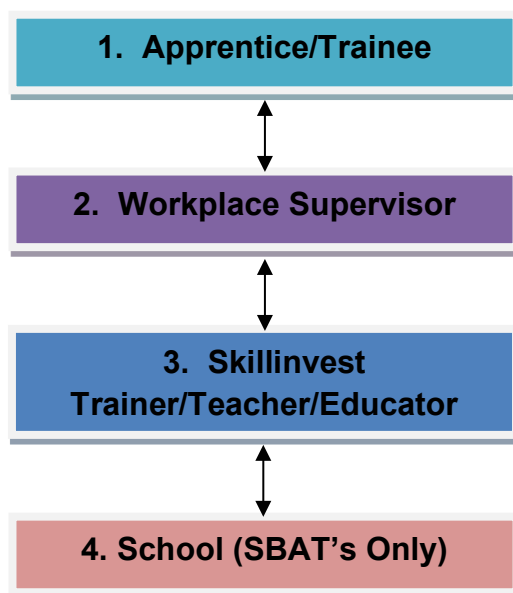 1. Apprentice/Trainee
2. Workplace Supervisor
3. Skillinvest
Trainer/Teacher/Educator
4. School (SBAT's Only)